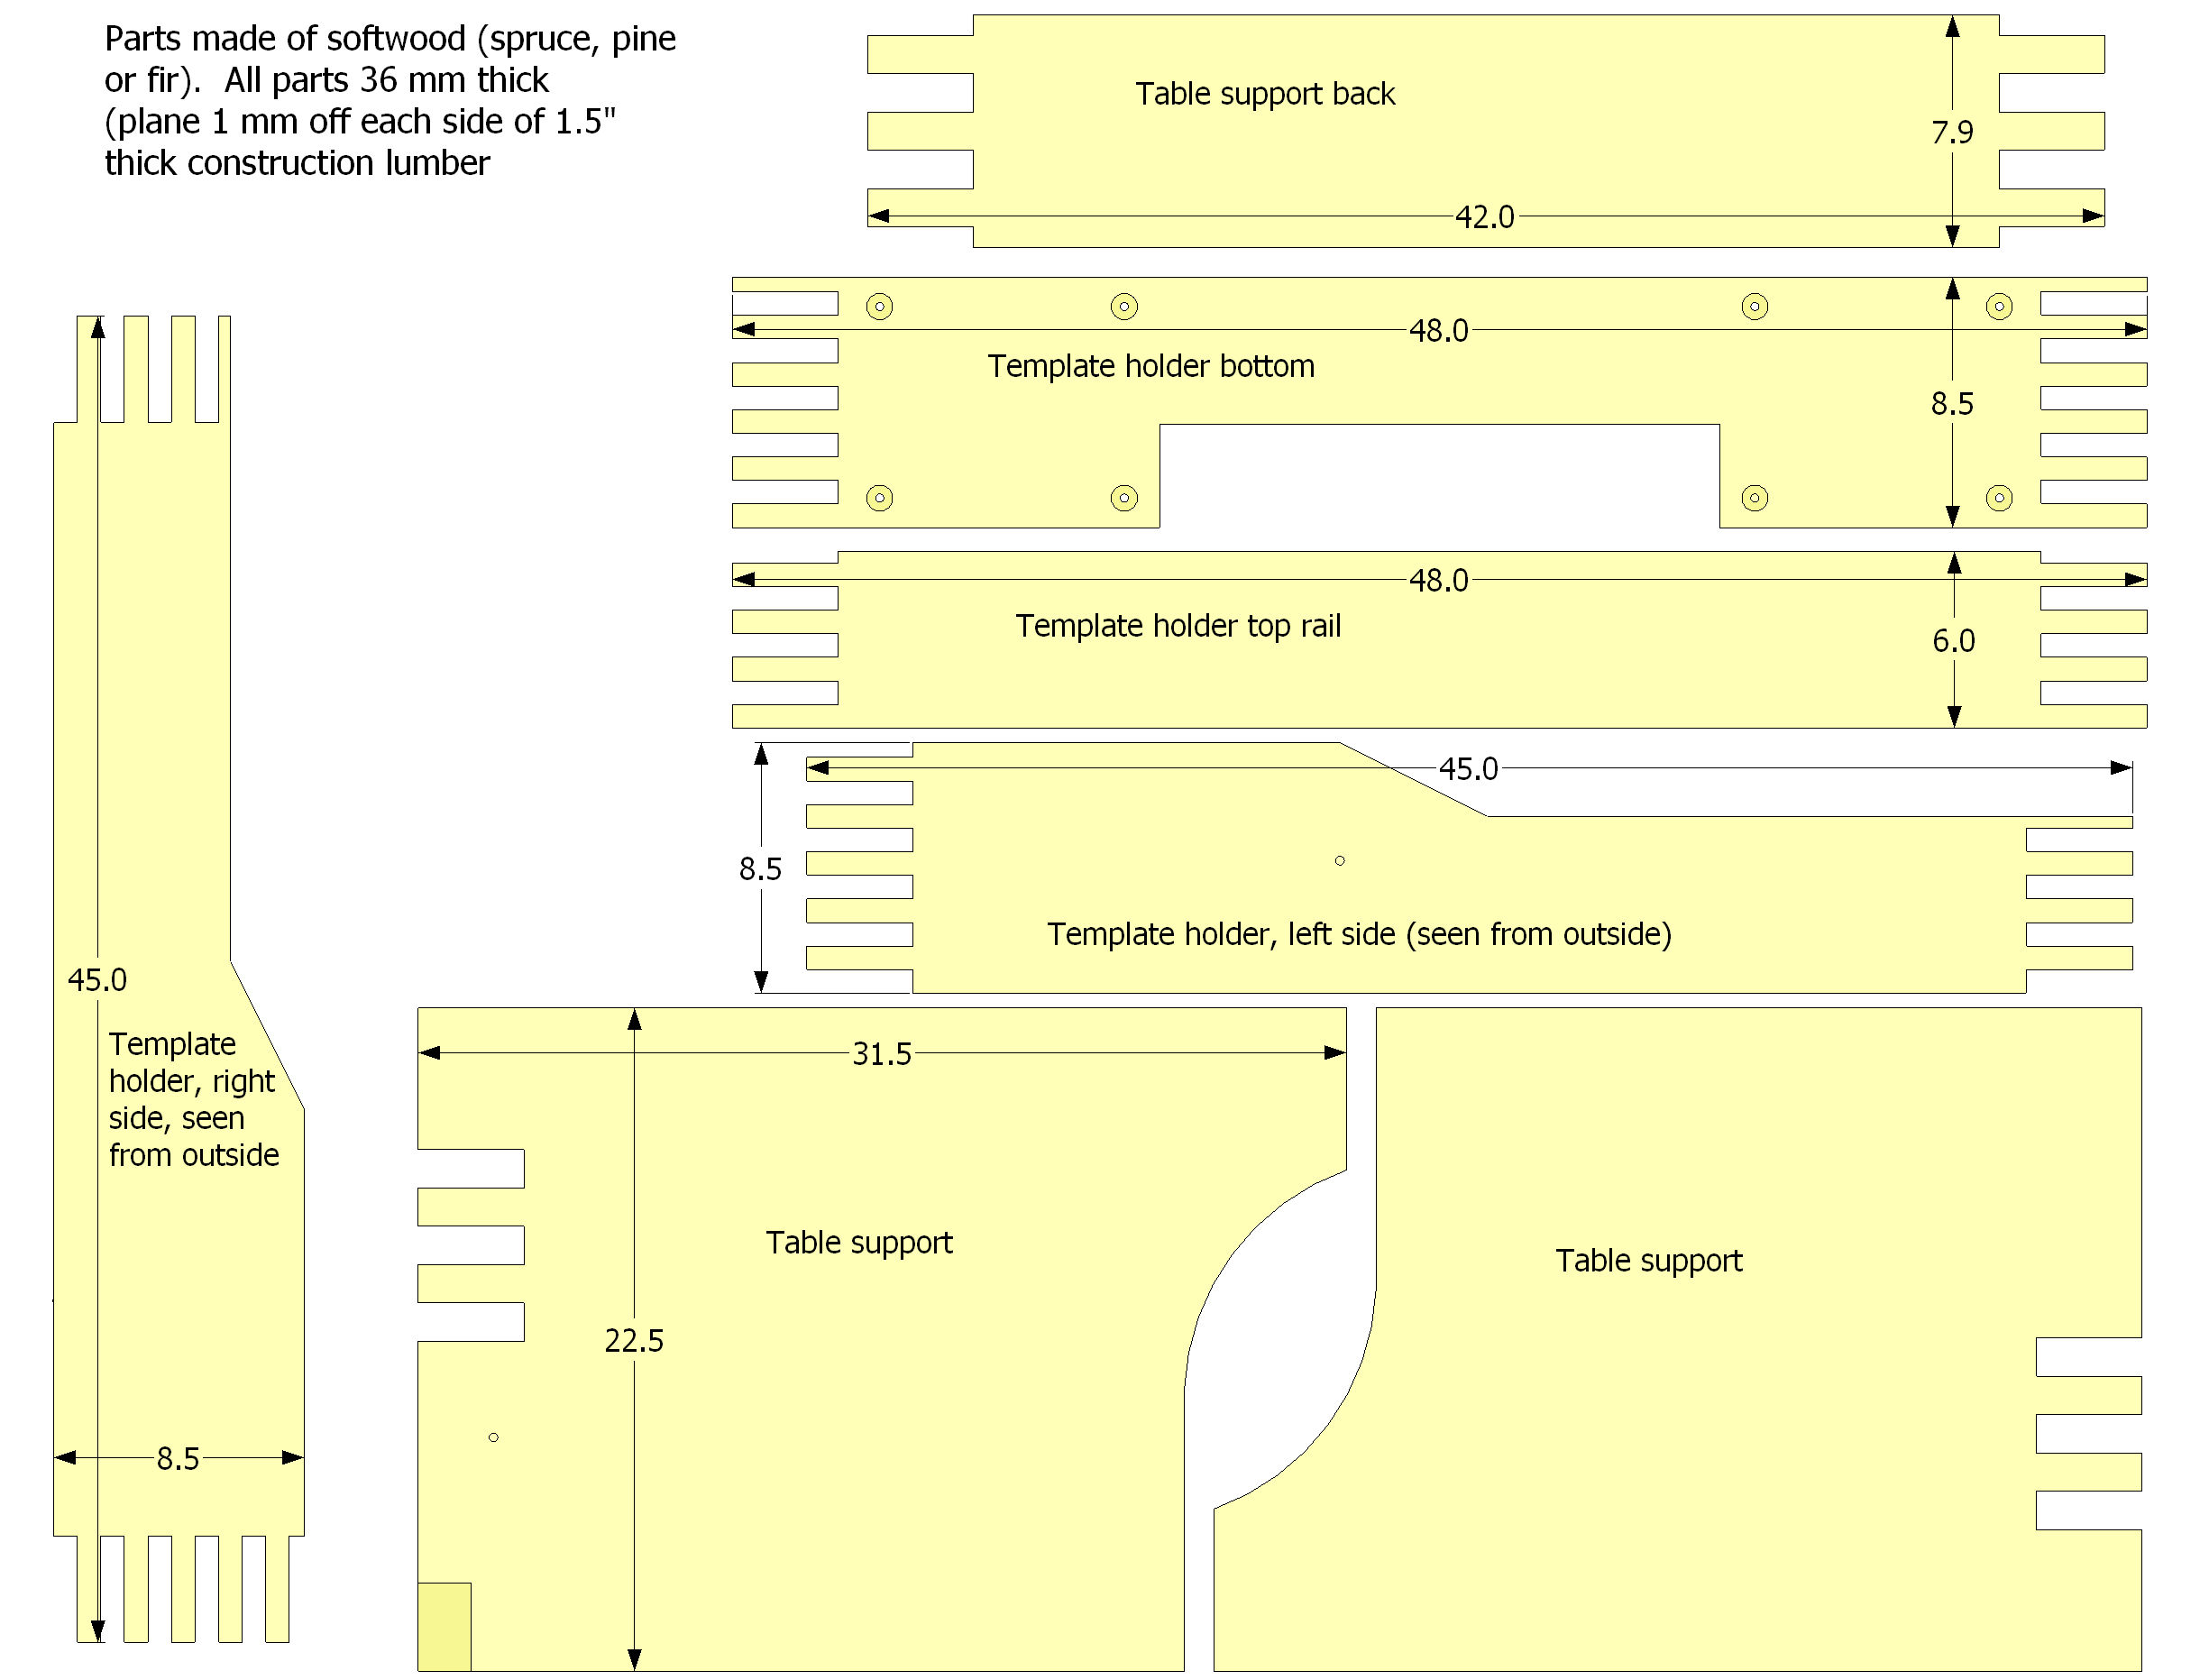 Parts made of softwood (spruce, pine
or fir).  All parts 36 mm thick
(plane 1 mm off each side of 1.5"
thick construction lumber
Table support back
7.9
42.0
48.0
Template holder bottom
8.5
48.0
Template holder top rail
6.0
45.0
8.5
Template holder, left side (seen from outside)
45.0
Template
holder, right
side, seen
from outside
8.5
31.5
22.5
Table support
Table support